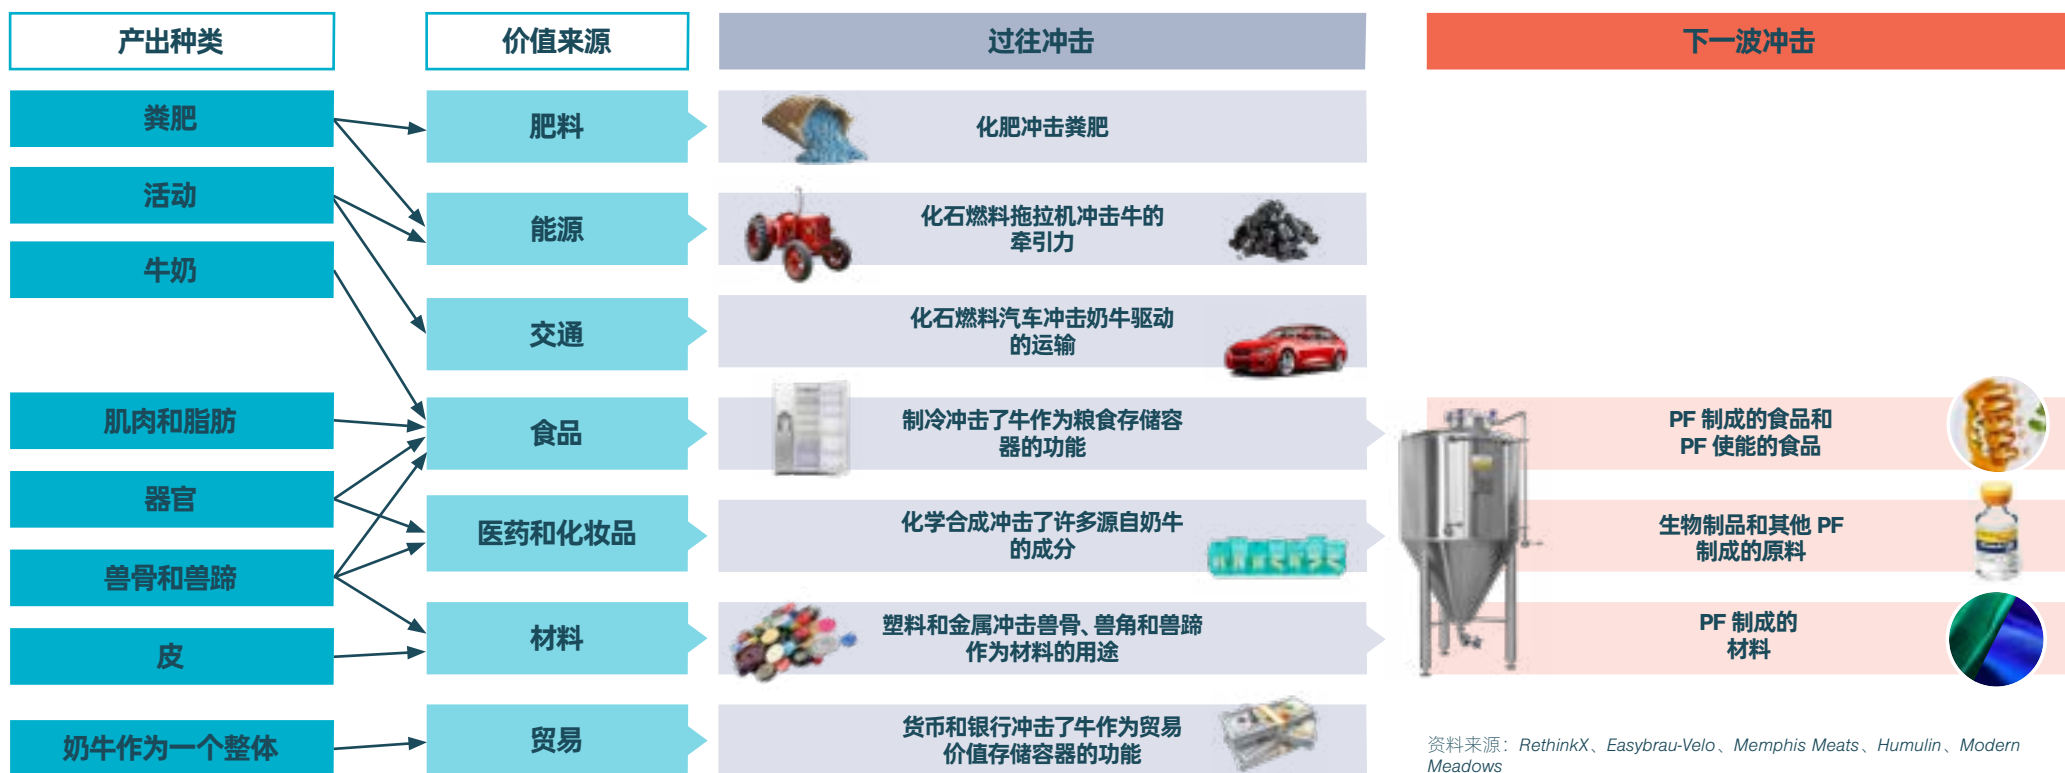 产出种类
价值来源
过往冲击
下一波冲击
粪肥
活动
牛奶
肌肉和脂肪
器官
兽骨和兽蹄
皮
奶牛作为一个整体
肥料
能源
交通
食品
医药和化妆品
材料
贸易
化肥冲击粪肥
化石燃料拖拉机冲击牛的
牵引力
化石燃料汽车冲击奶牛驱动
的运输
制冷冲击了牛作为粮食存储容
器的功能
化学合成冲击了许多源自奶牛
的成分
塑料和金属冲击兽骨、兽角和兽蹄
作为材料的用途
货币和银行冲击了牛作为贸易
价值存储容器的功能
PF 制成的食品和
PF 使能的食品
生物制品和其他 PF
制成的原料
PF 制成的
材料
资料来源：RethinkX、Easybrau-Velo、Memphis Meats、Humulin、Modern
Meadows